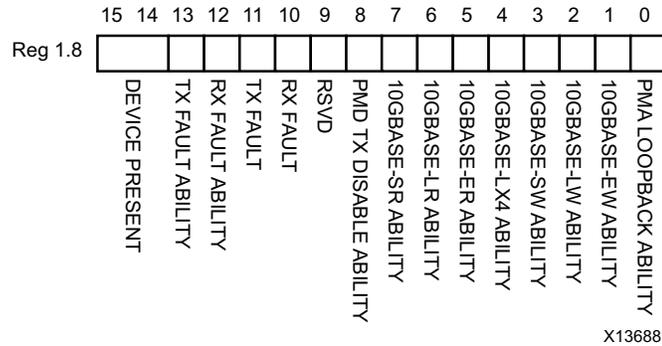 15 14 13 12 11 10 9 8 7 6 5 4 3 2 1 0
Reg 1.8
DEVICE PRESENT
TX FAULT ABILITY
RX FAULT ABILITY
TX FAULT
RX FAULT
RSVD
PMD TX DISABLE ABILITY
10GBASE-SR ABILITY
10GBASE-LR ABILITY
10GBASE-ER ABILITY
10GBASE-LX4 ABILITY
10GBASE-SW ABILITY
10GBASE-LW ABILITY
10GBASE-EW ABILITY
PMA LOOPBACK ABILITY
X13688